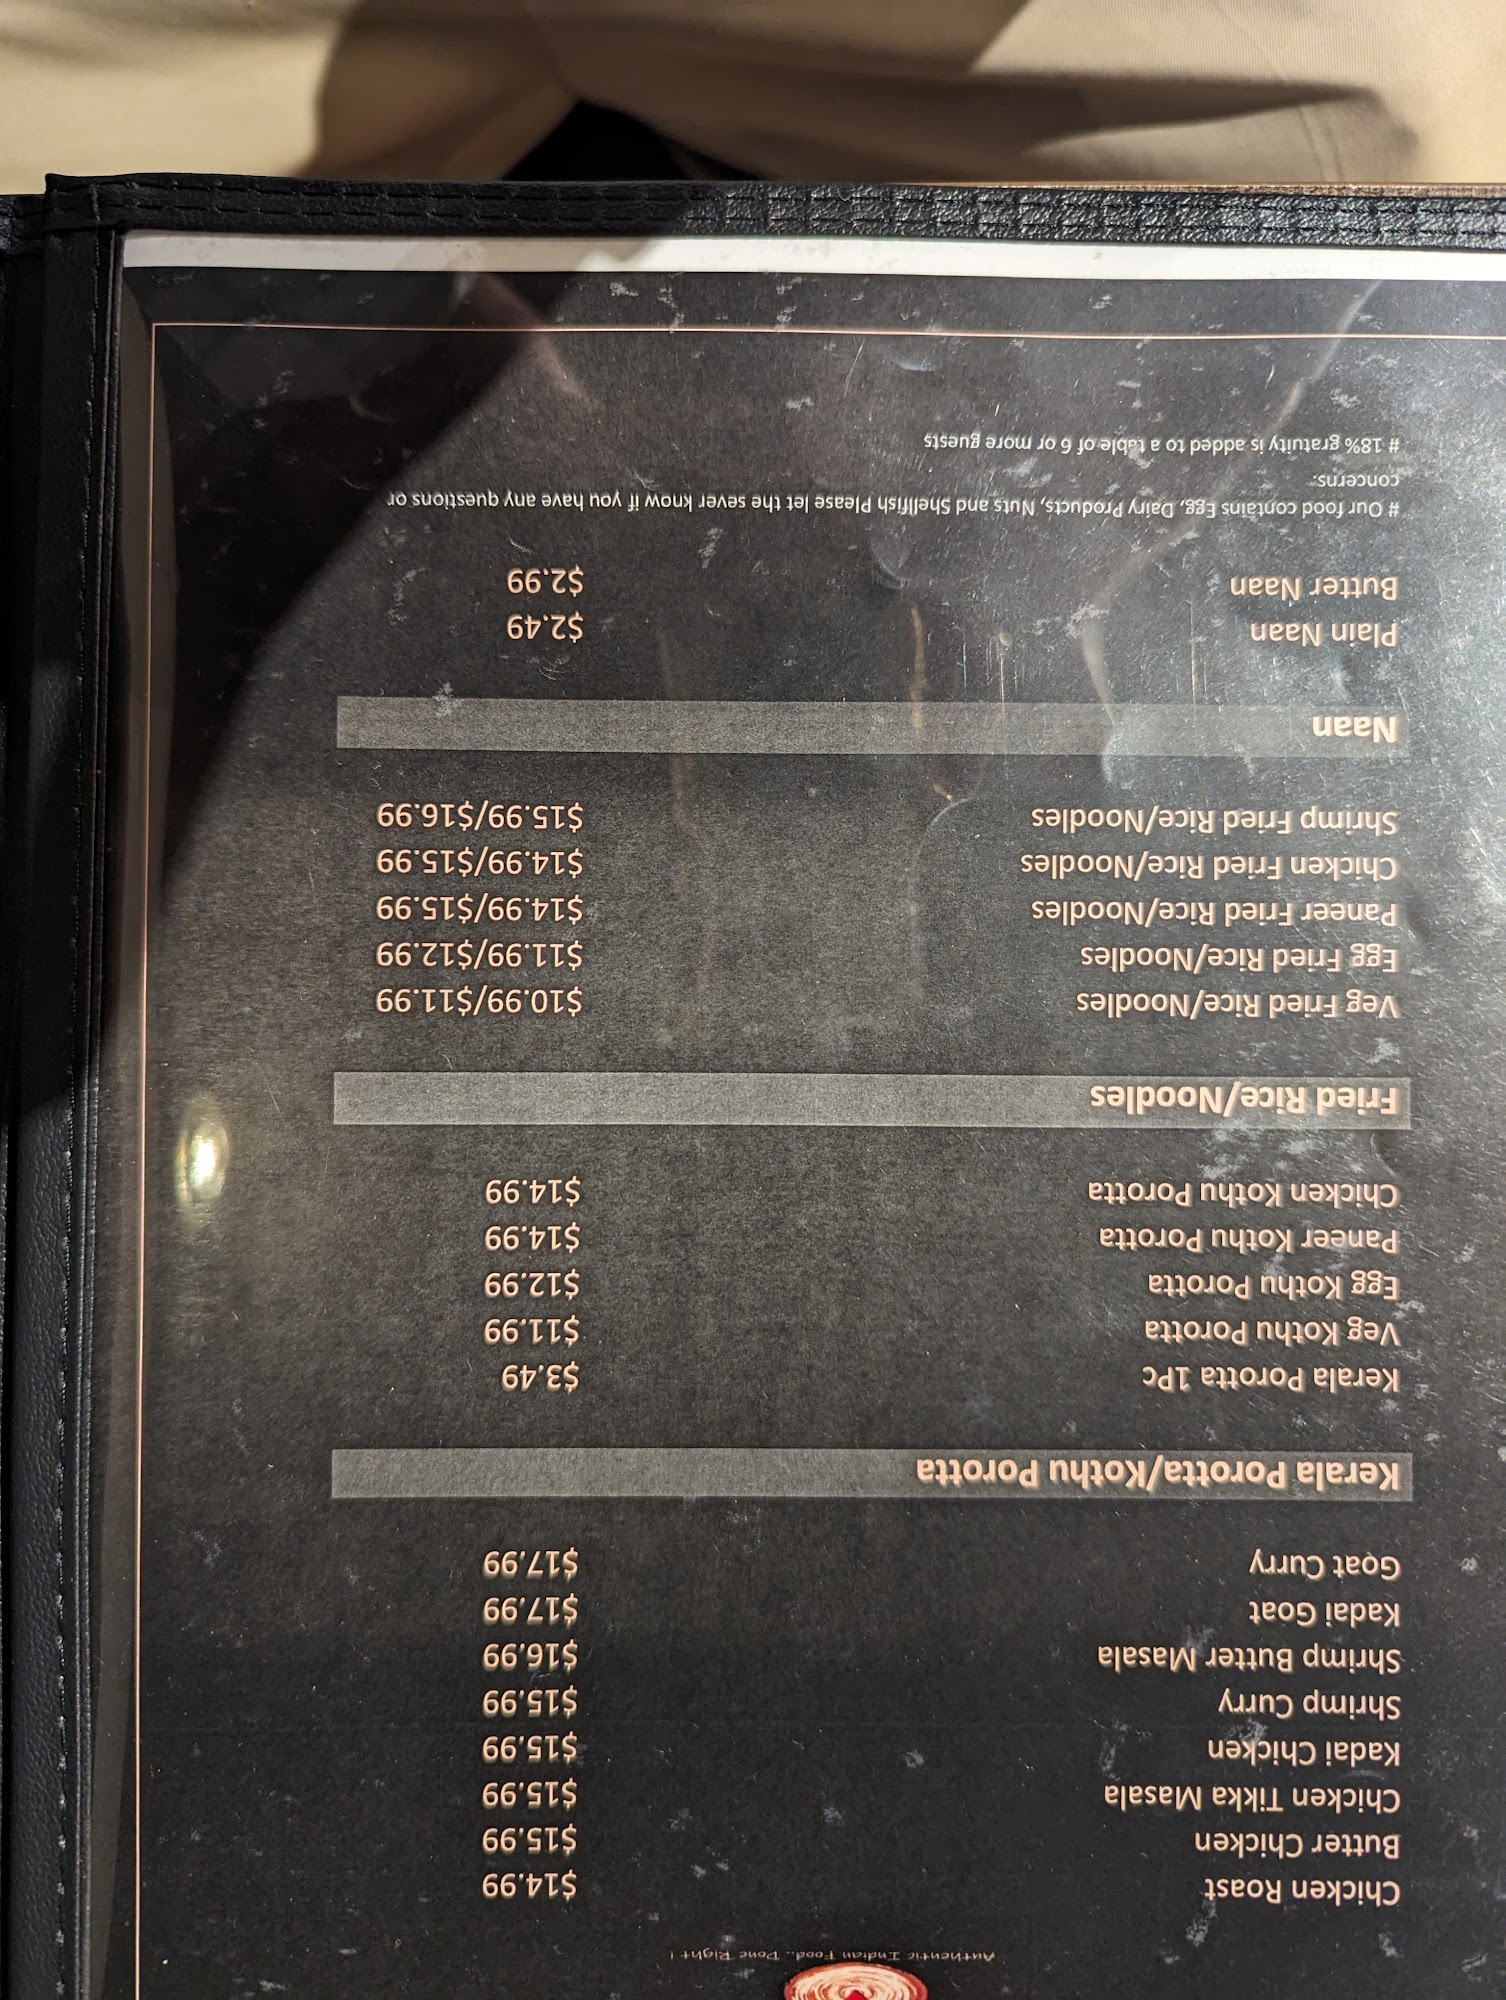 Authentic Indian Food.. Done Right !
Chicken Roast $14.99
Butter Chicken $15.99
Chicken Tikka Masala $15.99
Kadai Chicken $15.99
Shrimp Curry $15.99
Shrimp Butter Masala $16.99
Kadai Goat $17.99
Goat Curry $17.99
Kerala Porotta/Kothu Porotta
Kerala Porotta 1Pc $3.49
Veg Kothu Porotta $11.99
Egg Kothu Porotta $12.99
Paneer Kothu Porotta $14.99
Chicken Kothu Porotta $14.99
Fried Rice/Noodles
Veg Fried Rice/Noodles $10.99/$11.99
Egg Fried Rice/Noodles $11.99/$12.99
Paneer Fried Rice/Noodles $14.99/$15.99
Chicken Fried Rice/Noodles $14.99/$15.99
Shrimp Fried Rice/Noodles $15.99/$16.99
Naan
Plain Naan $2.49
Butter Naan $2.99
# Our food contains Egg, Dairy Products, Nuts and Shellfish Please let the sever know if you have any questions or
concerns.
# 18% gratuity is added to a table of 6 or more guests